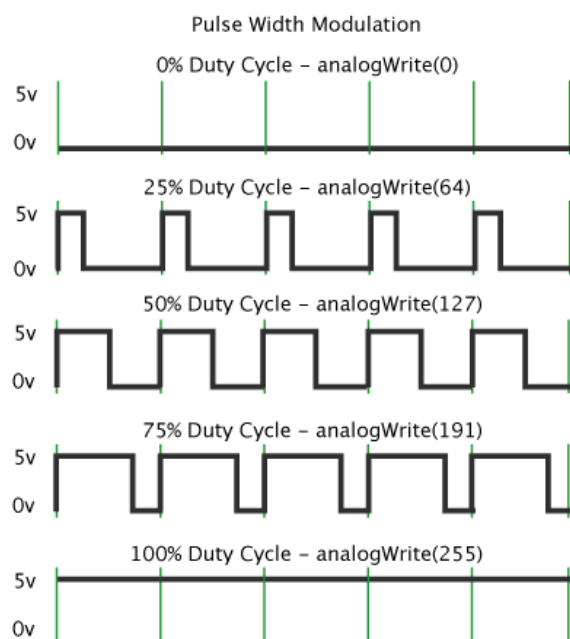 Pulse Width Modulation
0% Duty Cycle – analogWrite(0)
5v
0v
25% Duty Cycle – analogWrite(64)
5v
0v
50% Duty Cycle – analogWrite(127)
5v
0v
75% Duty Cycle – analogWrite(191)
5v
0v
100% Duty Cycle – analogWrite(255)
5v
0v